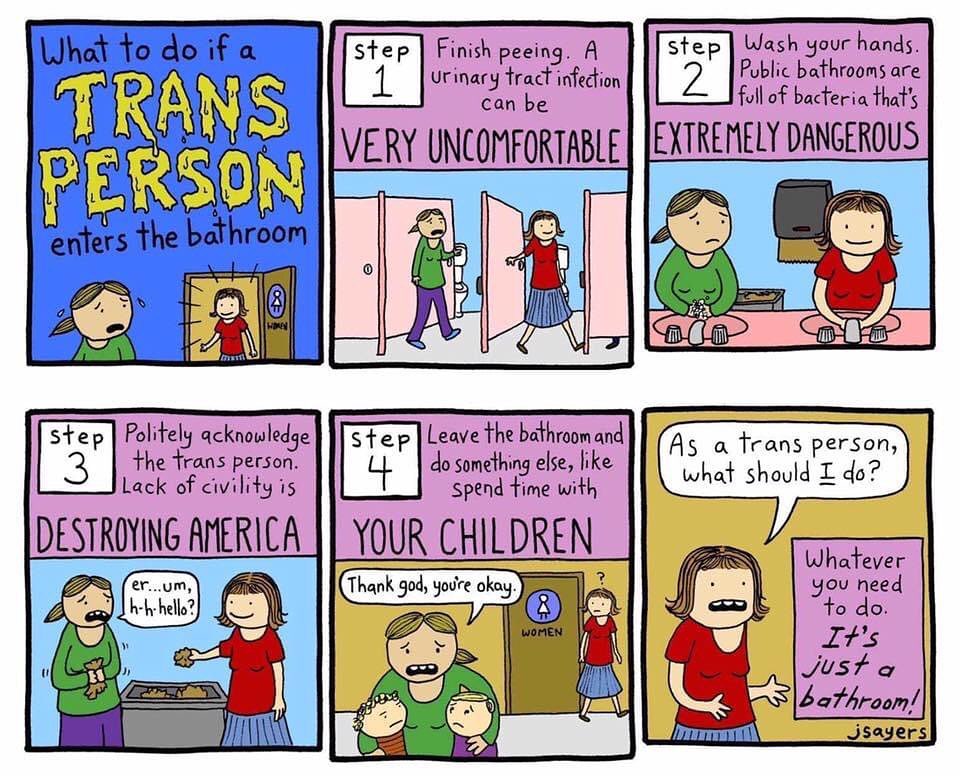 What to do if a
TRANS
PERSON
enters the bathroom
WOMEN
step
1
Finish peeing. A
urinary tract infection
can be
VERY UNCOMFORTABLE
step
2
Wash your hands.
Public bathrooms are
full of bacteria that's
EXTREMELY DANGEROUS
step
3
Politely acknowledge
the trans person.
Lack of civility is
DESTROYING AMERICA
er...um,
h-h-hello?
step
4
Leave the bathroom and
do something else, like
spend time with
YOUR CHILDREN
Thank god, you're okay.
WOMEN
?
As a trans person,
what should I do?
Whatever
you need
to do.
It's
just a
bathroom!
jsayers